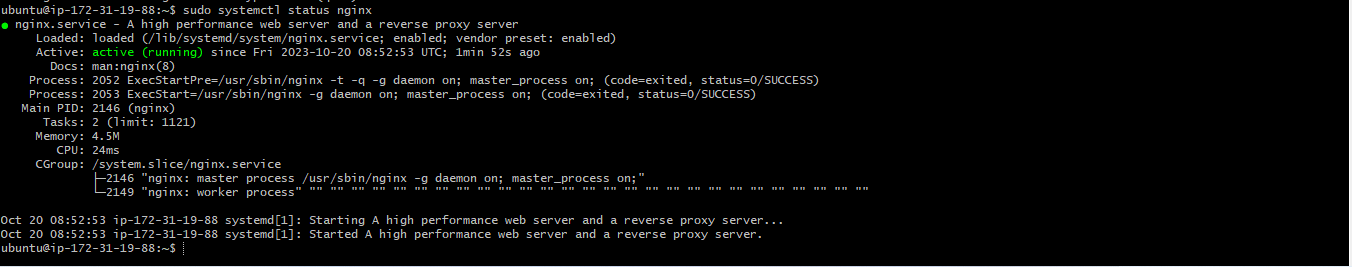 ubuntu@ip-172-31-19-88:~$ sudo systemctl status nginx
● nginx.service - A high performance web server and a reverse proxy server
     Loaded: loaded (/lib/systemd/system/nginx.service; enabled; vendor preset: enabled)
     Active: active (running) since Fri 2023-10-20 08:52:53 UTC; 1min 52s ago
       Docs: man:nginx(8)
    Process: 2052 ExecStartPre=/usr/sbin/nginx -t -q -g daemon on; master_process on; (code=exited, status=0/SUCCESS)
    Process: 2053 ExecStart=/usr/sbin/nginx -g daemon on; master_process on; (code=exited, status=0/SUCCESS)
   Main PID: 2146 (nginx)
      Tasks: 2 (limit: 1121)
     Memory: 4.5M
        CPU: 24ms
     CGroup: /system.slice/nginx.service
             ├─2146 "nginx: master process /usr/sbin/nginx -g daemon on; master_process on;"
             └─2149 "nginx: worker process" "" "" "" "" "" "" "" "" "" "" "" "" "" "" "" "" "" "" "" "" "" "" "" "" "" "" ""

Oct 20 08:52:53 ip-172-31-19-88 systemd[1]: Starting A high performance web server and a reverse proxy server...
Oct 20 08:52:53 ip-172-31-19-88 systemd[1]: Started A high performance web server and a reverse proxy server.
ubuntu@ip-172-31-19-88:~$